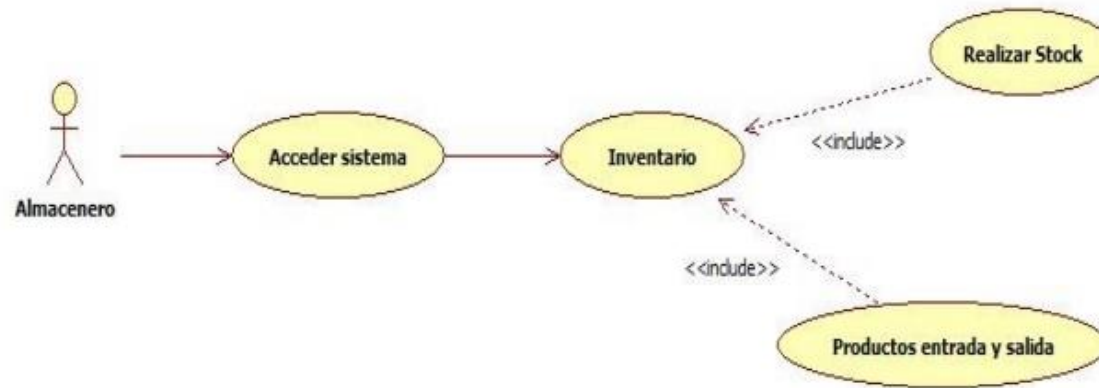 Realizar Stock
<<include>>
Acceder sistema
Inventario
Almacenero
<<include>>
Productos entrada y salida